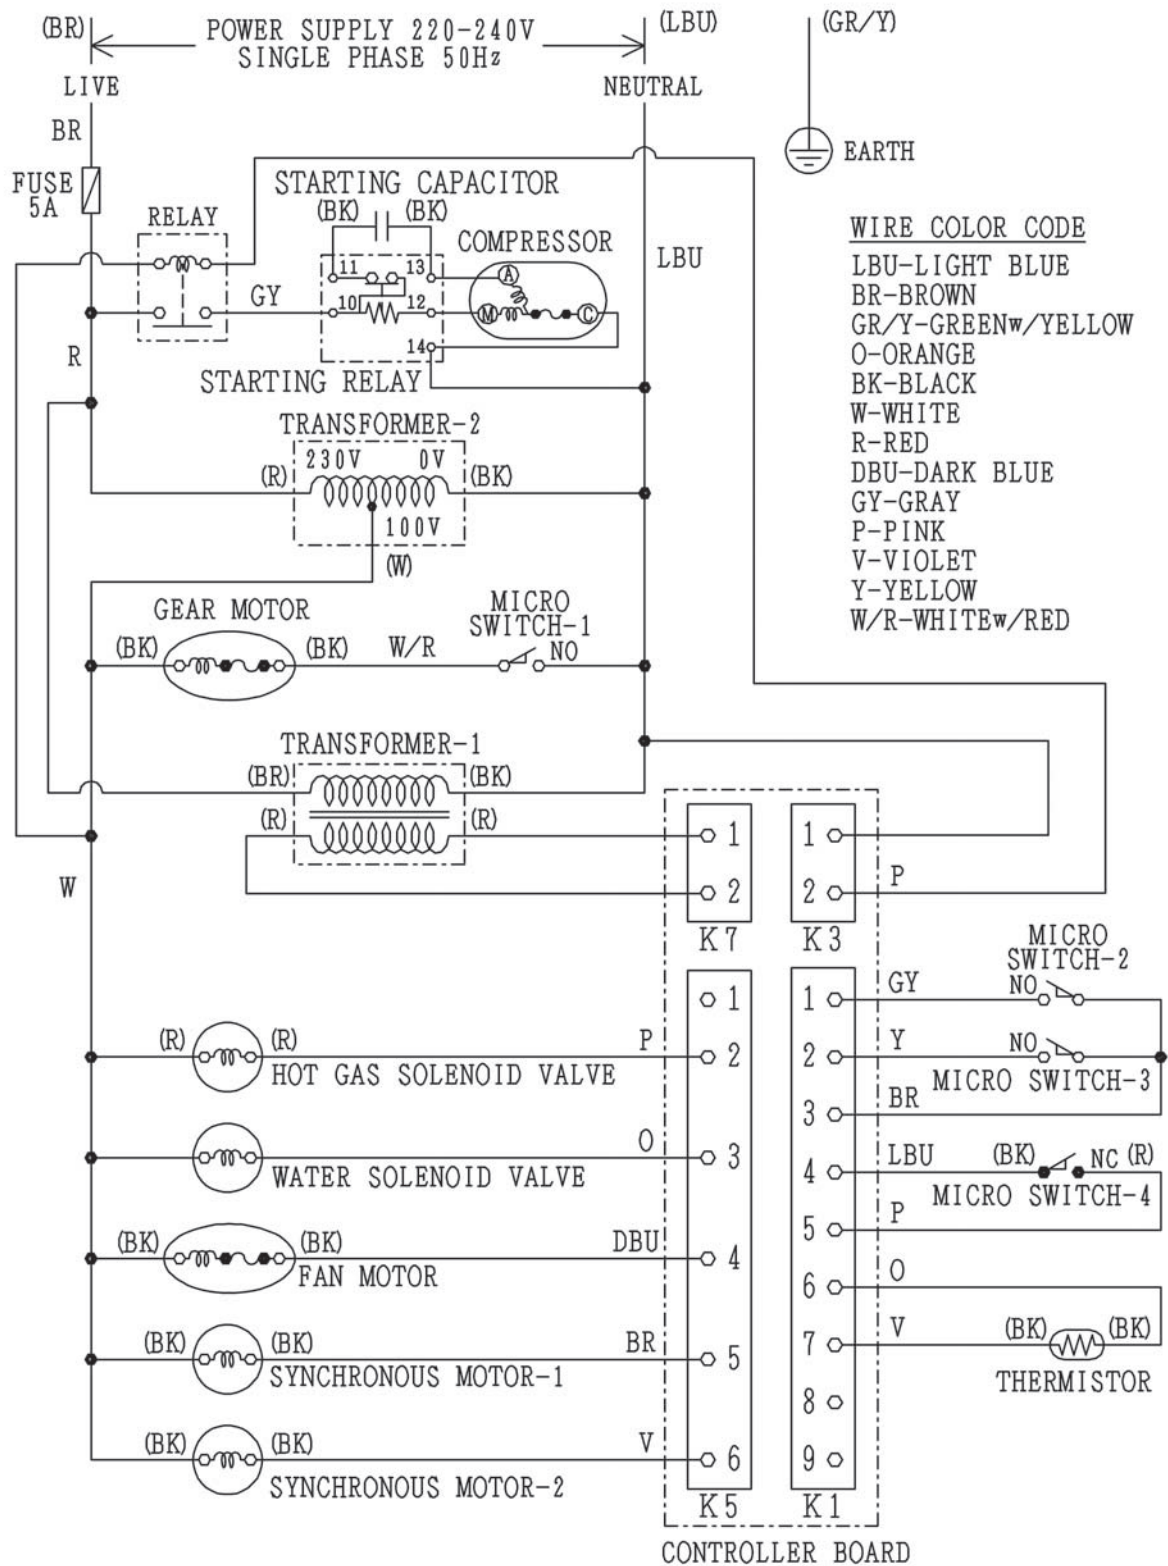 (BR)
POWER SUPPLY 220-240V
SINGLE PHASE 50Hz
(LBU)
(GR/Y)
LIVE
NEUTRAL
BR
EARTH
FUSE
5A
STARTING CAPACITOR
(BK) (BK)
RELAY
COMPRESSOR
LBU
WIRE COLOR CODE
LBU-LIGHT BLUE
BR-BROWN
GR/Y-GREENw/YELLOW
O-ORANGE
BK-BLACK
W-WHITE
R-RED
DBU-DARK BLUE
GY-GRAY
P-PINK
V-VIOLET
Y-YELLOW
W/R-WHITEw/RED
11 13 A
GY
10 12 M C
14
R
STARTING RELAY
TRANSFORMER-2
230V 0V
(R) (BK)
100V
(W)
GEAR MOTOR
MICRO
SWITCH-1
(BK) (BK) W/R NO
TRANSFORMER-1
(BR) (BK)
(R) (R)
W
1 1
2 2 P
K7 K3
MICRO
SWITCH-2
1 1 GY NO
(R) (R) P 2 2 Y NO
HOT GAS SOLENOID VALVE
MICRO SWITCH-3
3 BR
O 3
WATER SOLENOID VALVE
4 LBU (BK) NC (R)
MICRO SWITCH-4
5 P
(BK) (BK) DBU 4
FAN MOTOR
6 O
7 V (BK) (BK)
THERMISTOR
(BK) (BK) BR 5
SYNCHRONOUS MOTOR-1
8
(BK) (BK) V 6 9
SYNCHRONOUS MOTOR-2
K5 K1
CONTROLLER BOARD